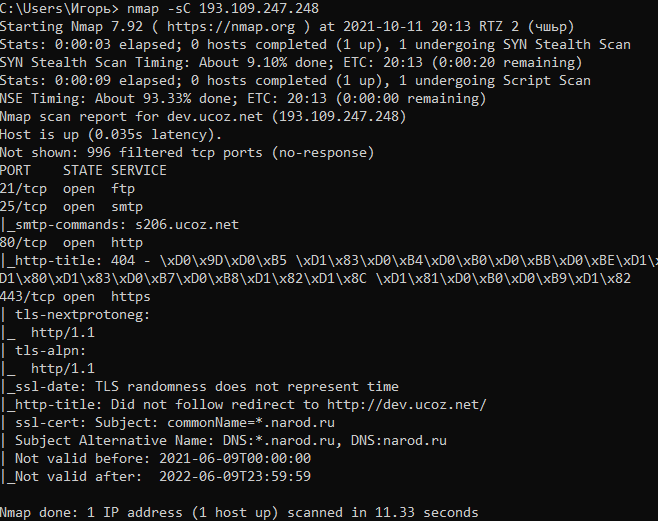 C:\Users\Игорь> nmap -sC 193.109.247.248
Starting Nmap 7.92 ( https://nmap.org ) at 2021-10-11 20:13 RTZ 2 (чшьр)
Stats: 0:00:03 elapsed; 0 hosts completed (1 up), 1 undergoing SYN Stealth Scan
SYN Stealth Scan Timing: About 9.10% done; ETC: 20:13 (0:00:20 remaining)
Stats: 0:00:09 elapsed; 0 hosts completed (1 up), 1 undergoing Script Scan
NSE Timing: About 93.33% done; ETC: 20:13 (0:00:00 remaining)
Nmap scan report for dev.ucoz.net (193.109.247.248)
Host is up (0.035s latency).
Not shown: 996 filtered tcp ports (no-response)
PORT    STATE SERVICE
21/tcp  open  ftp
25/tcp  open  smtp
|_smtp-commands: s206.ucoz.net
80/tcp  open  http
|_http-title: 404 - \xD0\x9D\xD0\xB5 \xD1\x83\xD0\xB4\xD0\xB0\xD0\xBB\xD0\xBE\xD1\x
D1\x80\xD1\x83\xD0\xB7\xD0\xB8\xD1\x82\xD1\x8C \xD1\x81\xD0\xB0\xD0\xB9\xD1\x82
443/tcp open  https
| tls-nextprotoneg:
|_  http/1.1
| tls-alpn:
|_  http/1.1
|_ssl-date: TLS randomness does not represent time
|_http-title: Did not follow redirect to http://dev.ucoz.net/
| ssl-cert: Subject: commonName=*.narod.ru
| Subject Alternative Name: DNS:*.narod.ru, DNS:narod.ru
| Not valid before: 2021-06-09T00:00:00
|_Not valid after:  2022-06-09T23:59:59
Nmap done: 1 IP address (1 host up) scanned in 11.33 seconds